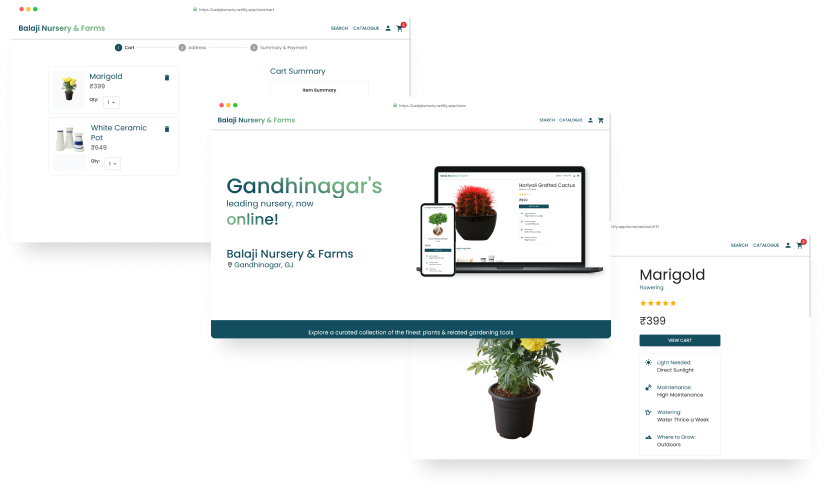 https://balajinursery.netlify.app/store/cart
Balaji Nursery & Farms
SEARCH CATALOGUE
2
1 Cart
2 Address
3 Summary & Payment
Marigold
₹399
Qty:
1
White Ceramic
Pot
₹649
Qty:
1
Cart Summary
Item Summary
https://balajinursery.netlify.app/store
Balaji Nursery & Farms
SEARCH CATALOGUE
Gandhinagar's
leading nursery, now
online!
Balaji Nursery & Farms
Gandhinagar, GJ
Hariyali Grafted Cactus
₹899
Explore a curated collection of the finest plants & related gardening tools
SEARCH CATALOGUE
Marigold
Flowering
₹399
VIEW CART
Light Needed:
Direct Sunlight
Maintenance:
High Maintenance
Watering:
Water Thrice a Week
Where to Grow:
Outdoors